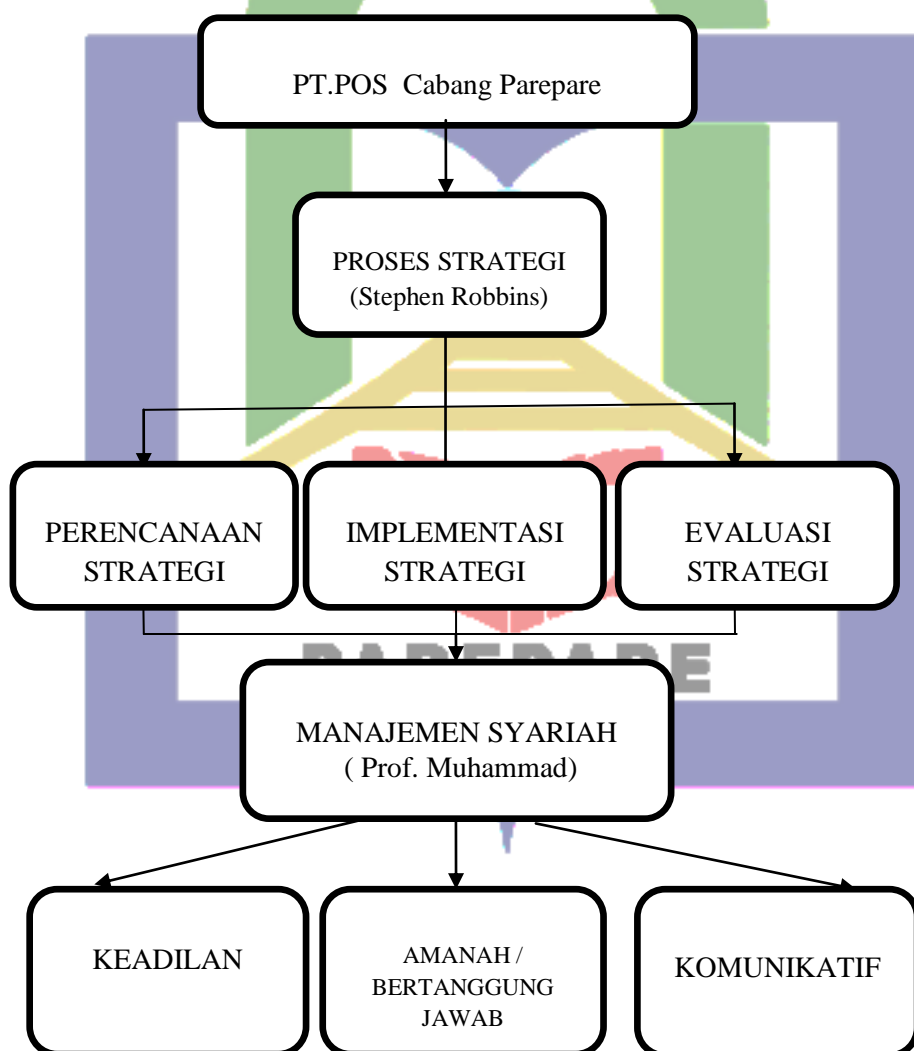 PT.POS Cabang Parepare
PROSES STRATEGI
(Stephen Robbins)
PERENCANAAN
STRATEGI
IMPLEMENTASI
STRATEGI
EVALUASI
STRATEGI
PAREPARE
MANAJEMEN SYARIAH
( Prof. Muhammad)
KEADILAN
AMANAH /
BERTANGGUNG
JAWAB
KOMUNIKATIF